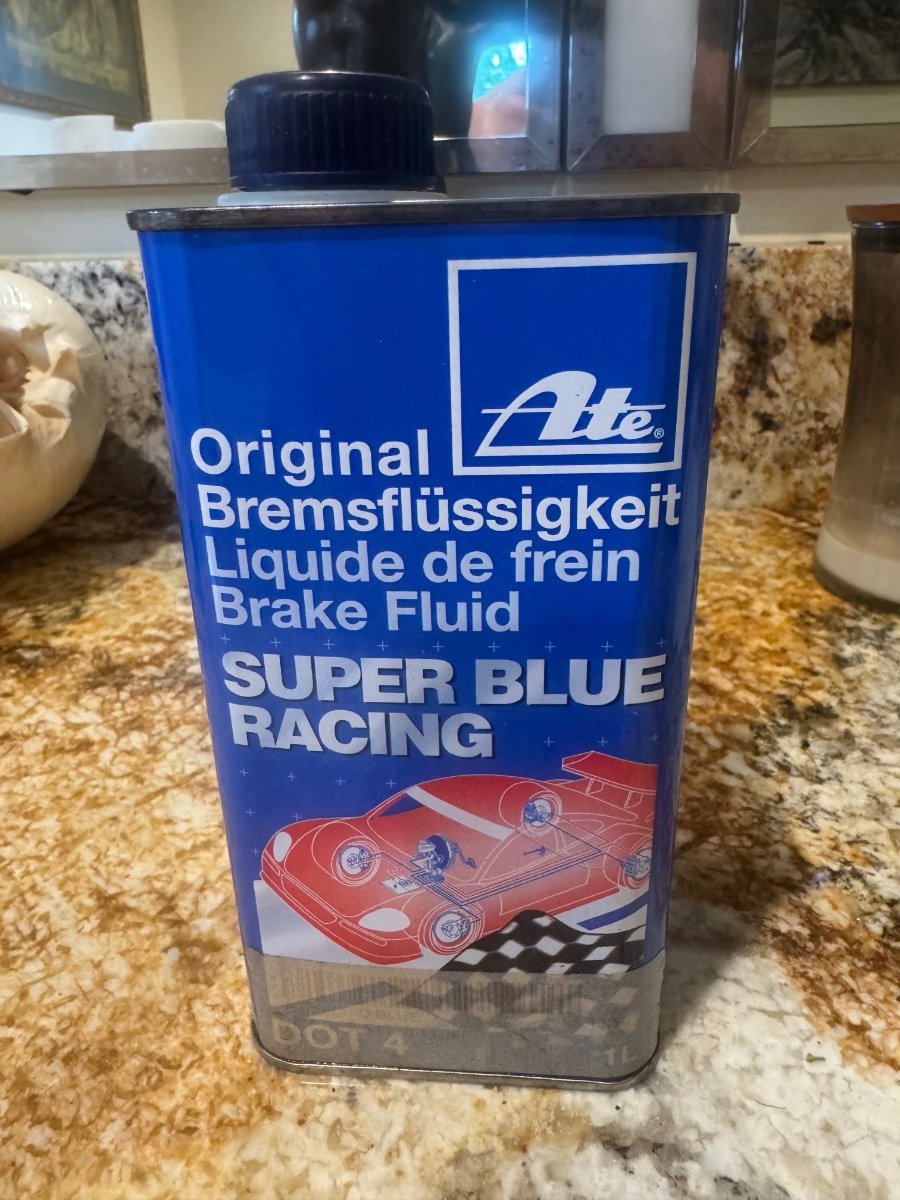 Ate®
Original
Bremsflüssigkeit
Liquide de frein
Brake Fluid
SUPER BLUE
RACING
DOT 4
1L